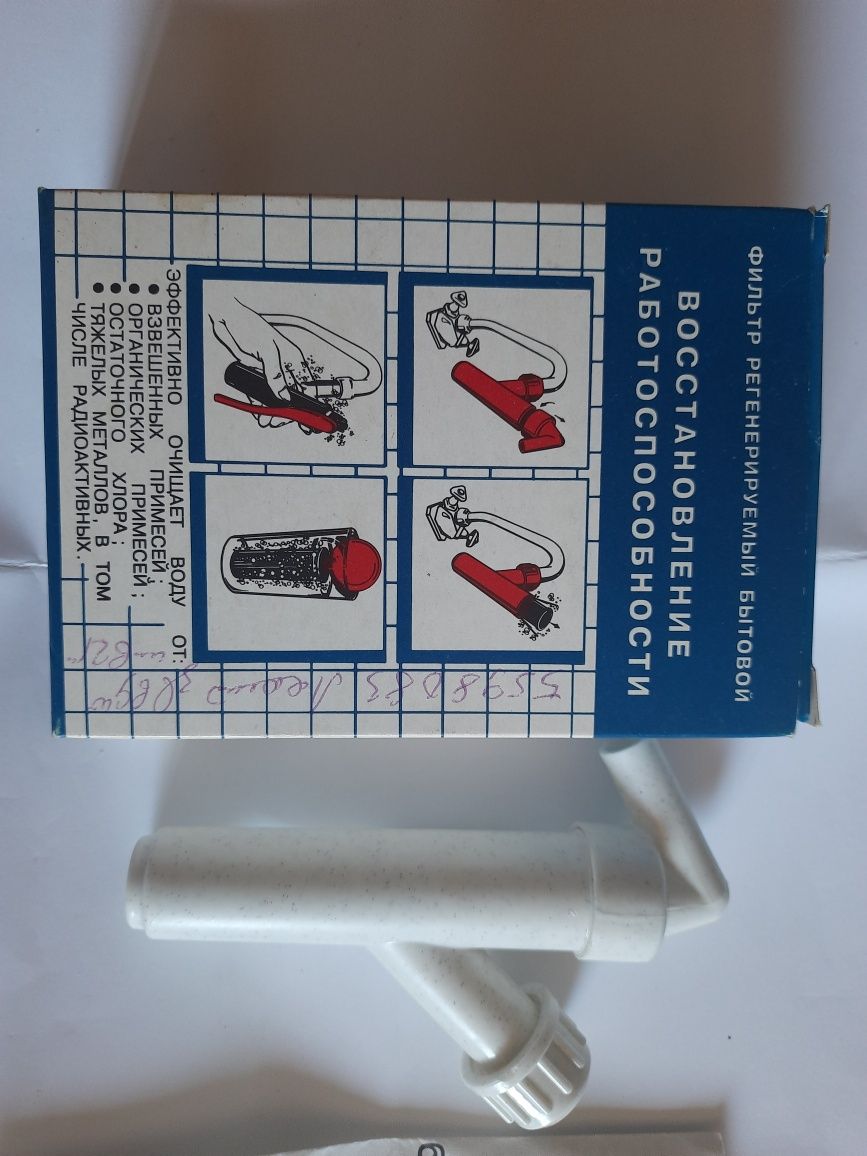 ФИЛЬТР РЕГЕНЕРИРУЕМЫЙ БЫТОВОЙ
ВОССТАНОВЛЕНИЕ
РАБОТОСПОСОБНОСТИ
ЭФФЕКТИВНО ОЧИЩАЕТ ВОДУ ОТ:
● ВЗВЕШЕННЫХ ПРИМЕСЕЙ;
● ОРГАНИЧЕСКИХ ПРИМЕСЕЙ;
● ОСТАТОЧНОГО ХЛОРА;
● ТЯЖЕЛЫХ МЕТАЛЛОВ, В ТОМ
ЧИСЛЕ РАДИОАКТИВНЫХ.